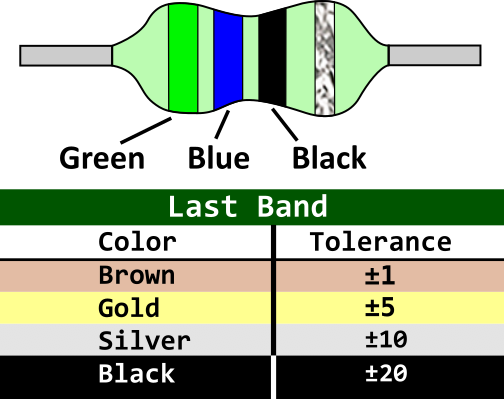 Green Blue Black
Last Band
Color Tolerance
Brown ±1
Gold ±5
Silver ±10
Black ±20